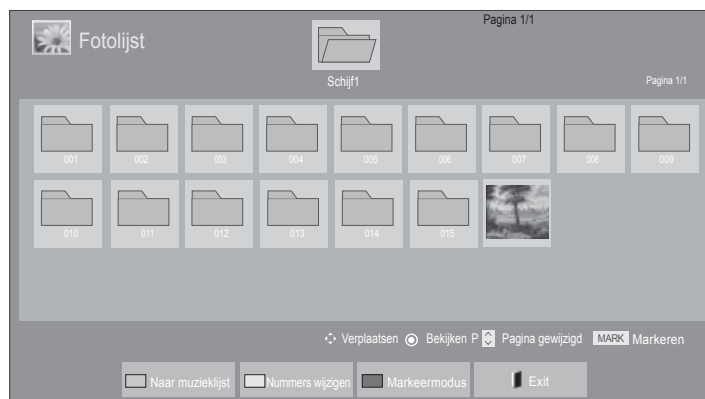 Pagina 1/1
Fotolijst
Schijf1
Pagina 1/1
001 002 003 004 005 006 007 008 009
010 011 012 013 014 015
Verplaatsen Bekijken P Pagina gewijzigd MARK Markeren
Naar muzieklijst Nummers wijzigen Markeermodus Exit